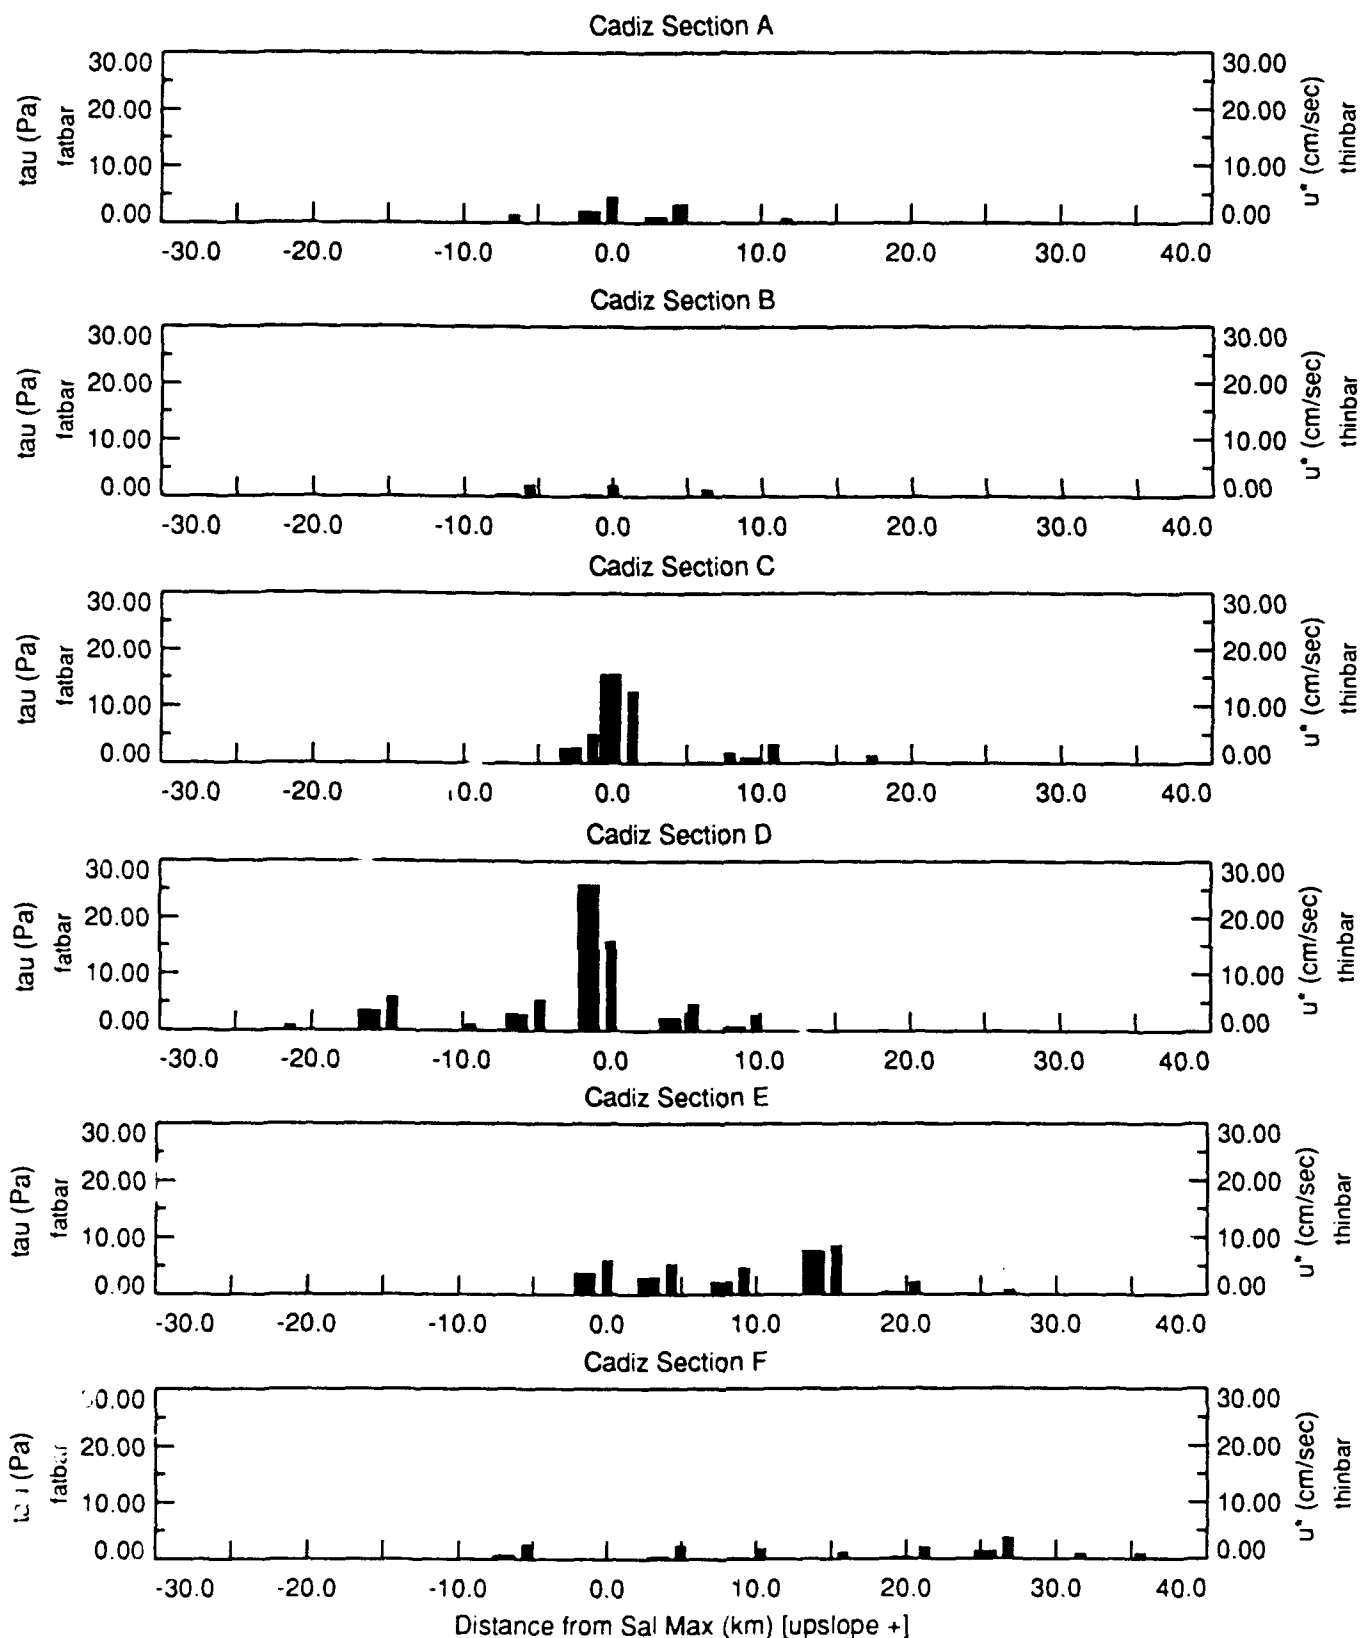 Cadiz Section A
30.00 30.00
tau (Pa) fatbar 20.00 20.00 u* (cm/sec) thinbar
10.00 10.00
0.00 0.00
-30.0 -20.0 -10.0 0.0 10.0 20.0 30.0 40.0
Cadiz Section B
30.00 30.00
tau (Pa) fatbar 20.00 20.00 u* (cm/sec) thinbar
10.00 10.00
0.00 0.00
-30.0 -20.0 -10.0 0.0 10.0 20.0 30.0 40.0
Cadiz Section C
30.00 30.00
tau (Pa) fatbar 20.00 20.00 u* (cm/sec) thinbar
10.00 10.00
0.00 0.00
-30.0 -20.0 0.0 10.0 20.0 30.0 40.0
Cadiz Section D
30.00 30.00
tau (Pa) fatbar 20.00 20.00 u* (cm/sec) thinbar
10.00 10.00
0.00 0.00
-30.0 -20.0 -10.0 0.0 10.0 20.0 30.0 40.0
Cadiz Section E
30.00 30.00
tau (Pa) fatbar 20.00 20.00 u* (cm/sec) thinbar
10.00 10.00
0.00 0.00
-30.0 -20.0 -10.0 0.0 10.0 20.0 30.0 40.0
Cadiz Section F
30.00
(Pa) 20.00 20.00 u* (cm/sec) thinbar
10.00 10.00
0.00 0.00
-30.0 -20.0 -10.0 0.0 10.0 20.0 30.0 40.0
Distance from Sal Max (km) [upslope +]